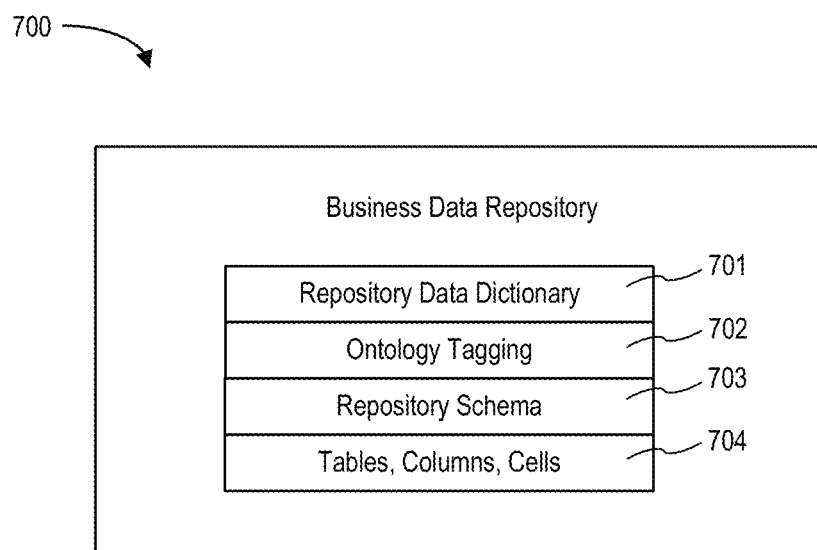 700
Business Data Repository
Repository Data Dictionary
701
Ontology Tagging
702
Repository Schema
703
Tables, Columns, Cells
704